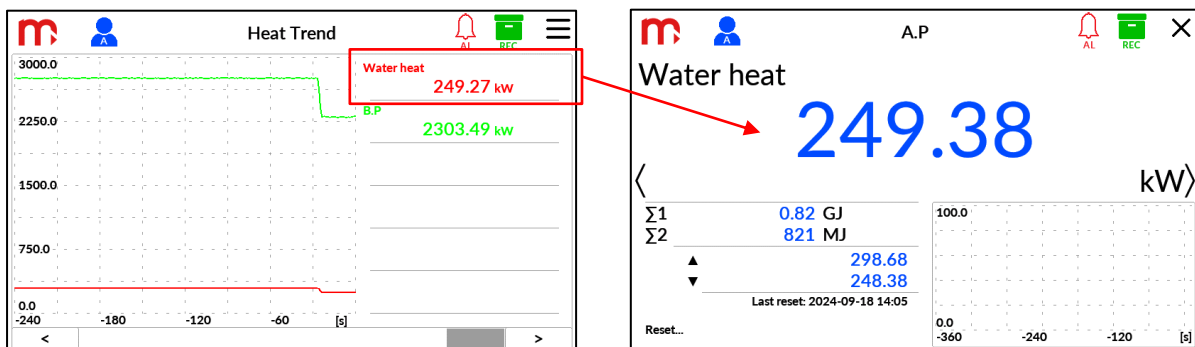 A
Heat Trend
AL
REC
3000.0
2250.0
1500.0
750.0
0.0
-240 -180 -120 -60 [s]
< >
Water heat
249.27 kW
B.P
2303.49 kW
A
A.P
AL
REC
Water heat
249.38
kW
∑1 0.82 GJ
∑2 821 MJ
▲ 298.68
▼ 248.38
Last reset: 2024-09-18 14:05
Reset...
100.0
0.0
-360 -240 -120 [s]